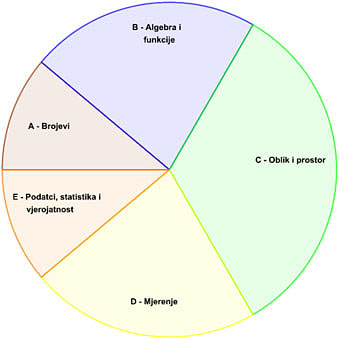 B - Algebra i
funkcije
A - Brojevi
C - Oblik i prostor
E - Podatci, statistika i
vjerojatnost
D - Mjerenje